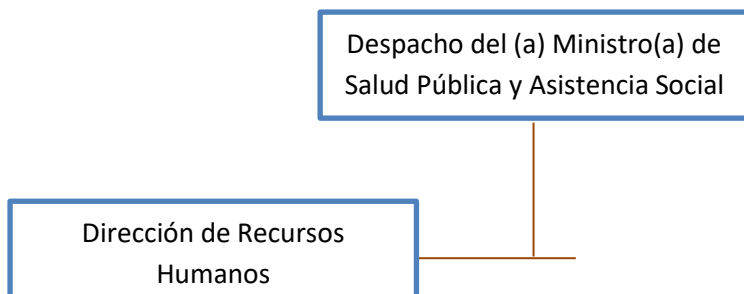 Despacho del (a) Ministro(a) de
Salud Pública y Asistencia Social
Dirección de Recursos
Humanos